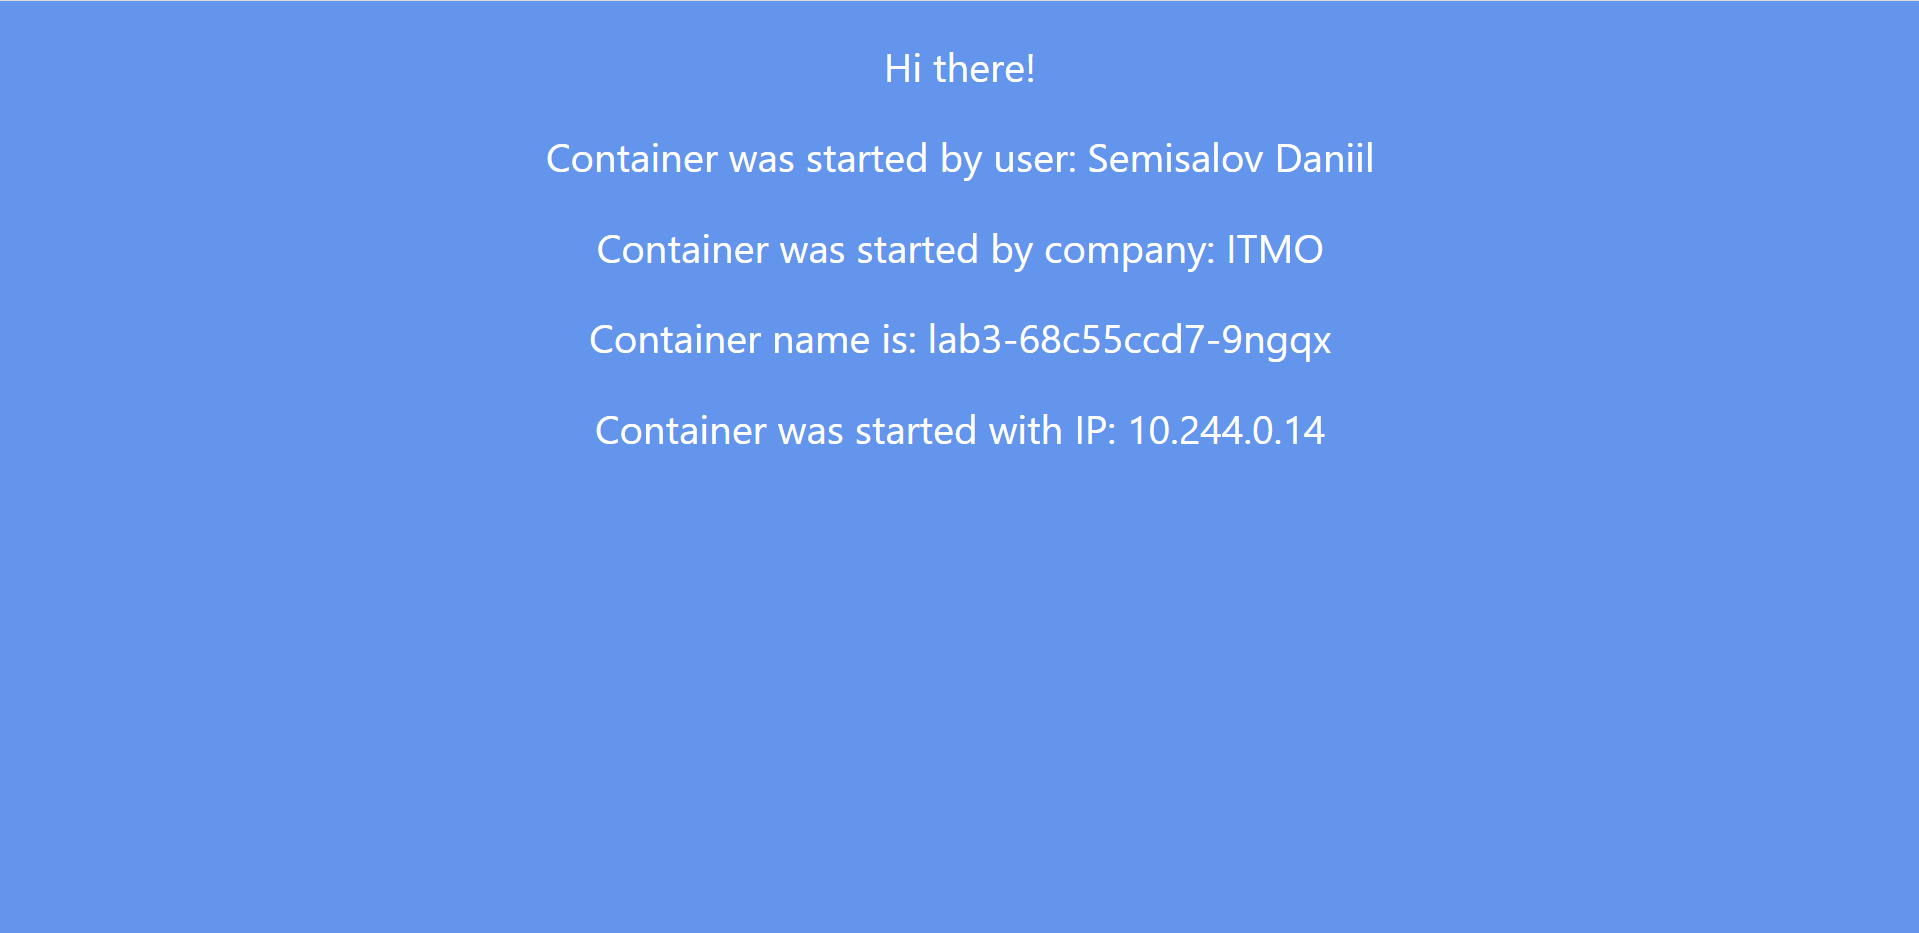 Hi there!
Container was started by user: Semisalov Daniil
Container was started by company: ITMO
Container name is: lab3-68c55ccd7-9ngqx
Container was started with IP: 10.244.0.14